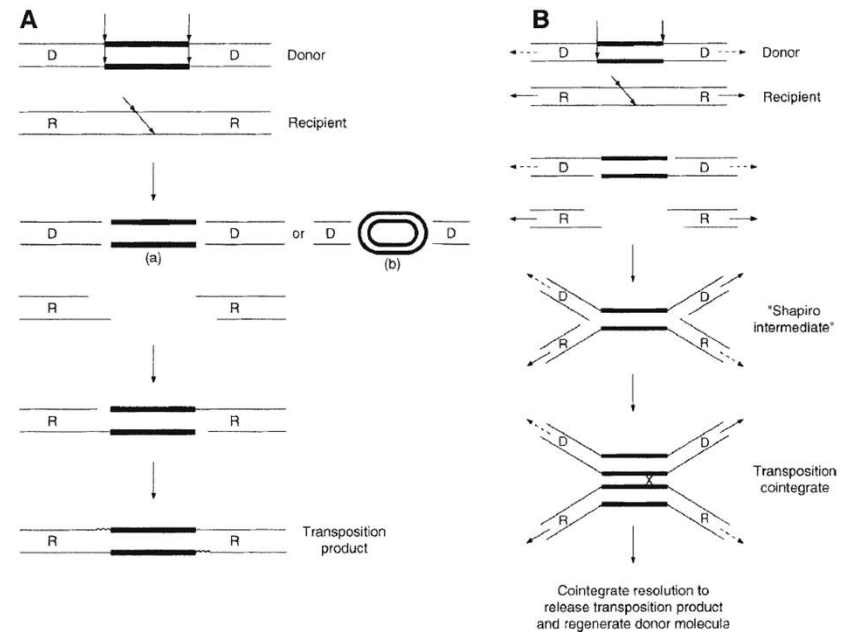 A
D
D
Donor
R
R
Recipient
D
D
or
D
D
(a)
(b)
R
R
R
R
R
R
Transposition
product
B
D
D
Donor
R
R
Recipient
D
D
R
R
D
D
"Shapiro
intermediate"
R
R
D
D
X
Transposition
cointegrate
R
R
Cointegrate resolution to
release transposition product
and regenerate donor molecule